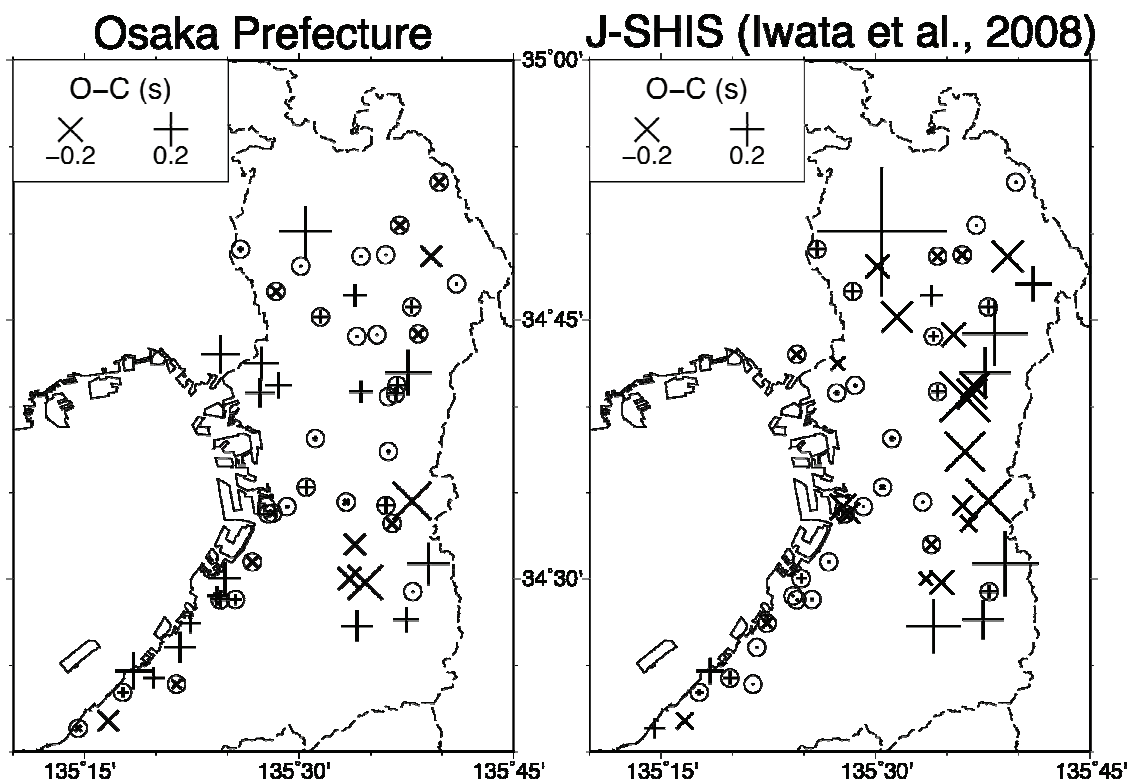 Osaka Prefecture
J-SHIS (Iwata et al., 2008)
35°00'
O−C (s)
−0.2 0.2
O−C (s)
−0.2 0.2
34°45'
34°30'
135°15' 135°30' 135°45'
135°15' 135°30' 135°45'